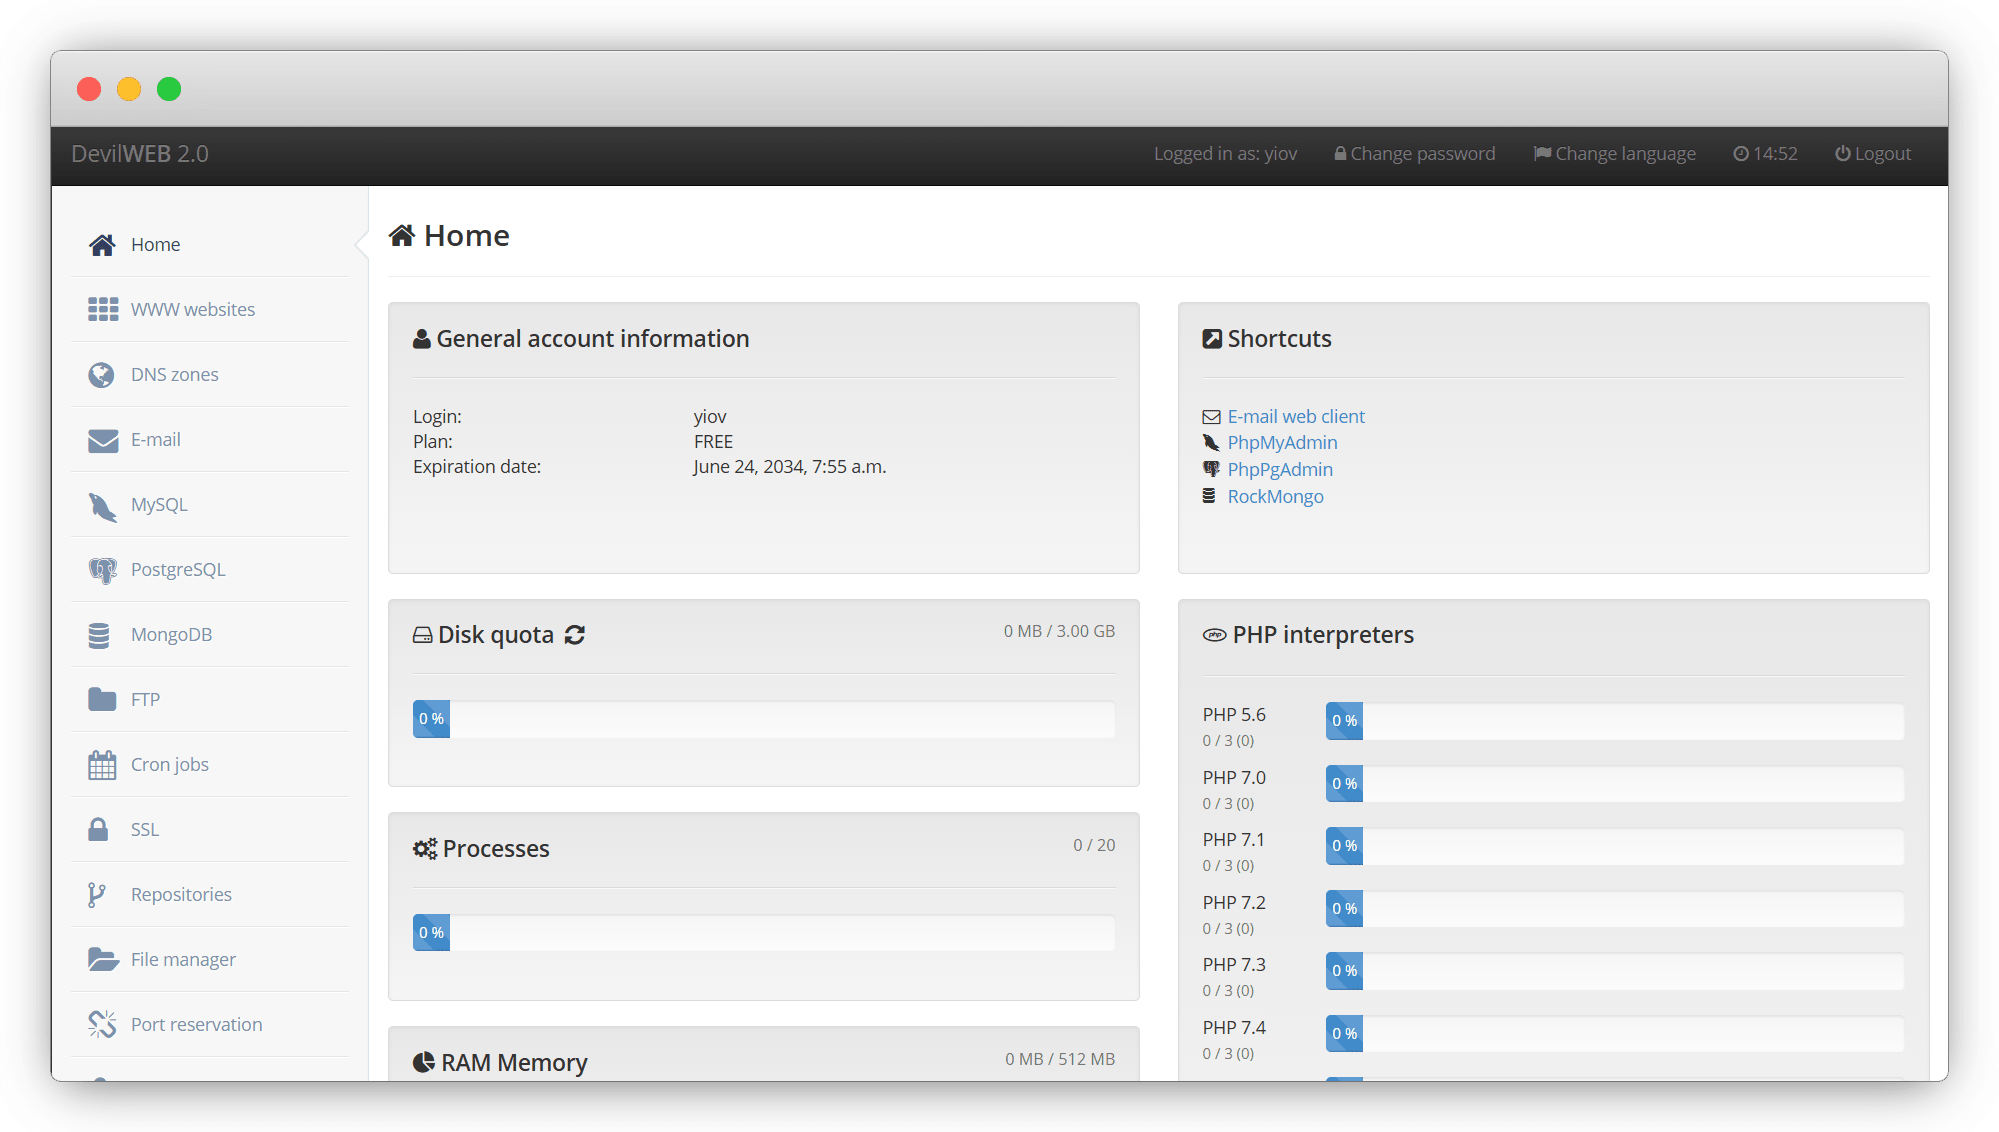 DevilWEB 2.0
Logged in as: yiov
Change password
Change language
14:52
Logout
Home
WWW websites
DNS zones
E-mail
MySQL
PostgreSQL
MongoDB
FTP
Cron jobs
SSL
Repositories
File manager
Port reservation
Home
General account information
Login: yiov
Plan: FREE
Expiration date: June 24, 2034, 7:55 a.m.
Shortcuts
E-mail web client
PhpMyAdmin
PhpPgAdmin
RockMongo
Disk quota 0 MB / 3.00 GB
0 %
Processes 0 / 20
0 %
RAM Memory 0 MB / 512 MB
php PHP interpreters
PHP 5.6 0 %
0 / 3 (0)
PHP 7.0 0 %
0 / 3 (0)
PHP 7.1 0 %
0 / 3 (0)
PHP 7.2 0 %
0 / 3 (0)
PHP 7.3 0 %
0 / 3 (0)
PHP 7.4 0 %
0 / 3 (0)